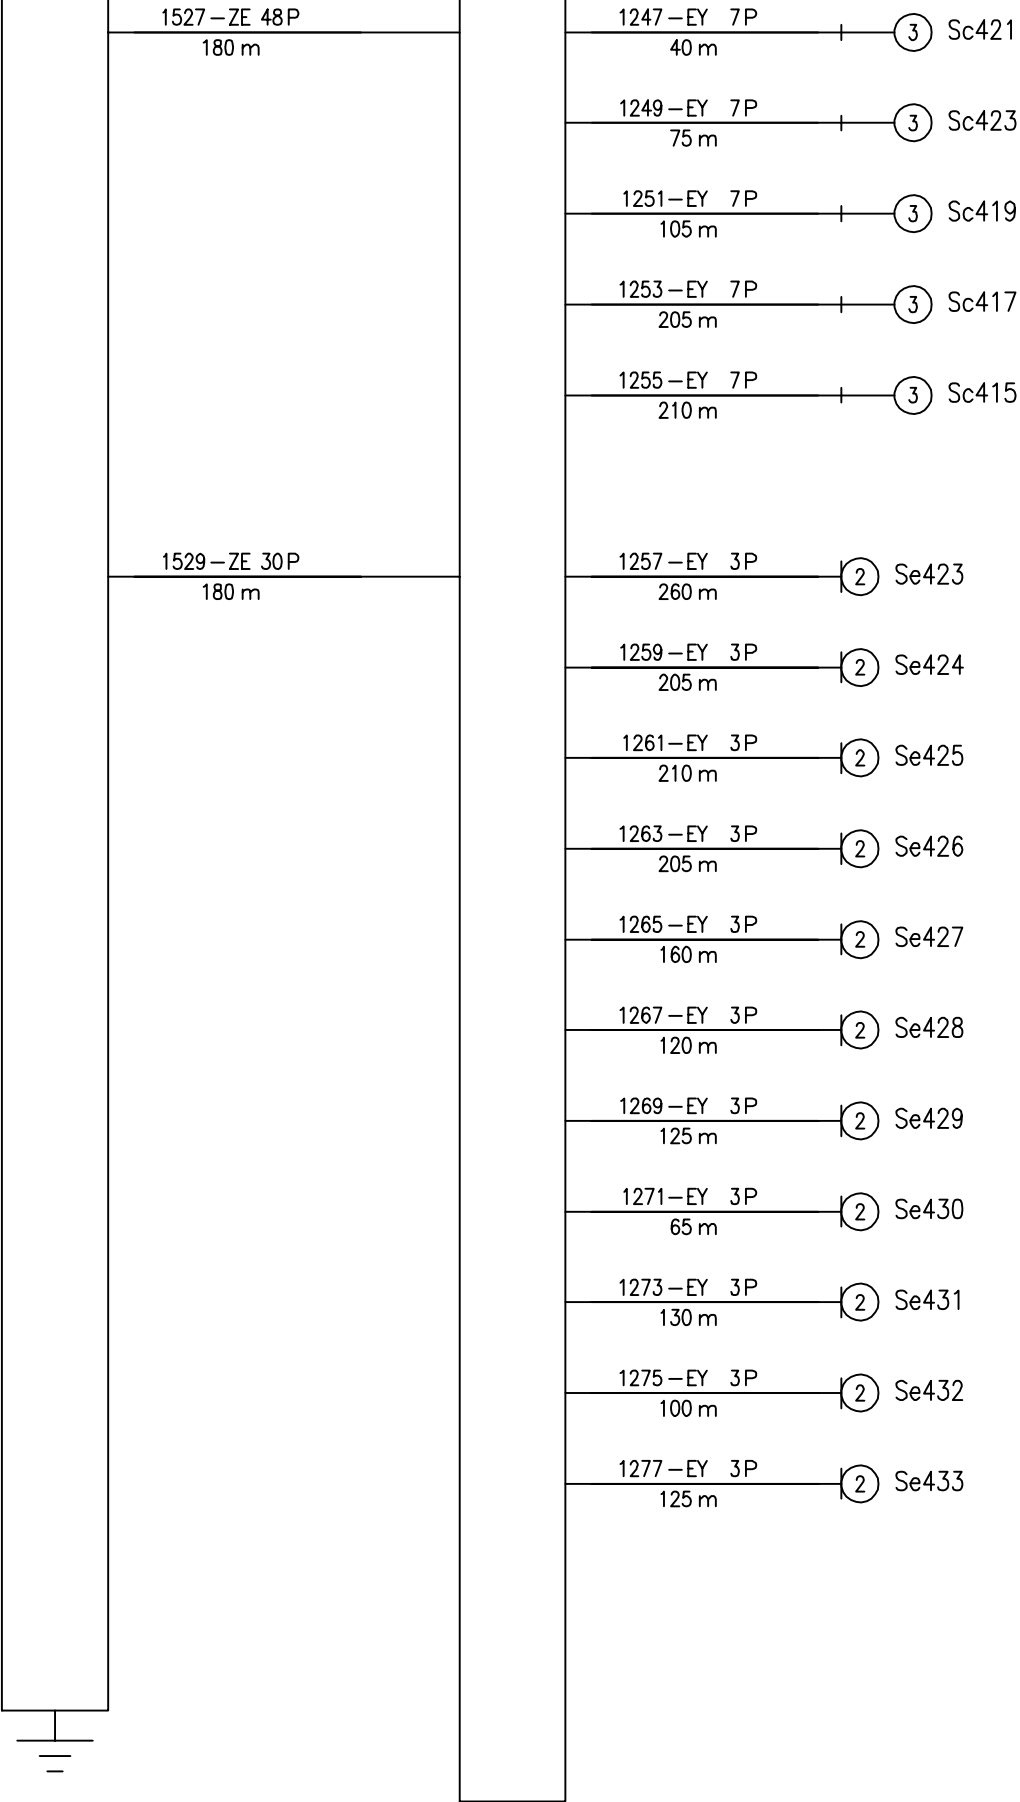 1527-ZE 48P
180 m
1247-EY 7P
40 m
3 Sc421
1249-EY 7P
75 m
3 Sc423
1251-EY 7P
105 m
3 Sc419
1253-EY 7P
205 m
3 Sc417
1255-EY 7P
210 m
3 Sc415
1529-ZE 30P
180 m
1257-EY 3P
260 m
2 Se423
1259-EY 3P
205 m
2 Se424
1261-EY 3P
210 m
2 Se425
1263-EY 3P
205 m
2 Se426
1265-EY 3P
160 m
2 Se427
1267-EY 3P
120 m
2 Se428
1269-EY 3P
125 m
2 Se429
1271-EY 3P
65 m
2 Se430
1273-EY 3P
130 m
2 Se431
1275-EY 3P
100 m
2 Se432
1277-EY 3P
125 m
2 Se433